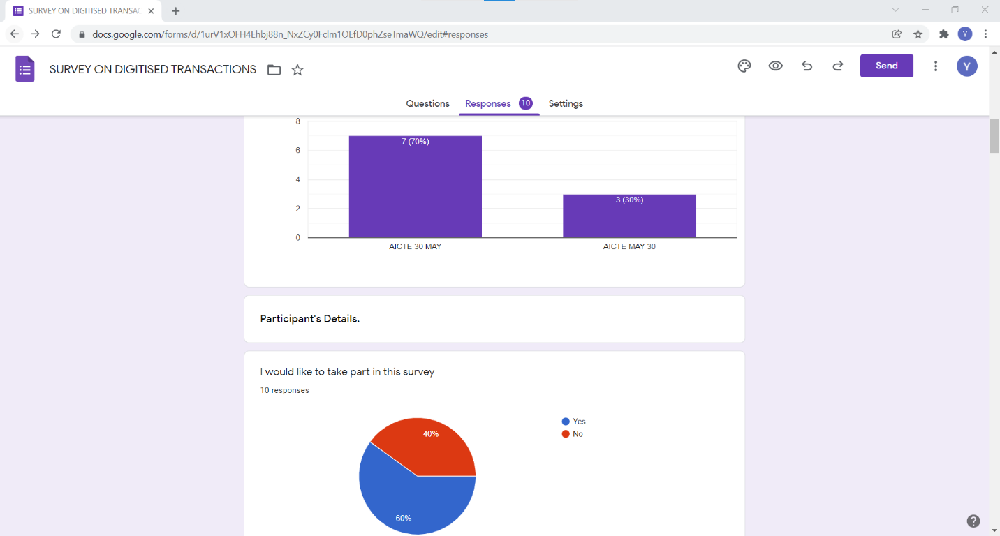 SURVEY ON DIGITISED TRANSAC
docs.google.com/forms/d/1urV1xOFH4Ehbj88n_NxZCy0Fclm1OEfD0phZseTmaWQ/edit#responses
Y
SURVEY ON DIGITISED TRANSACTIONS
Send
Y
Questions
Responses 10
Settings
8
6
4
2
0
7 (70%)
3 (30%)
AICTE 30 MAY
AICTE MAY 30
Participant's Details.
I would like to take part in this survey
10 responses
Yes
No
40%
60%